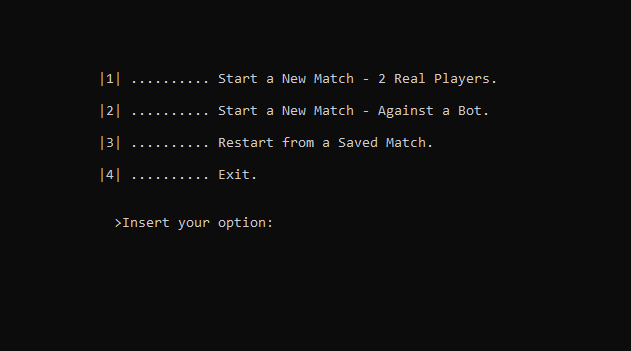 |1| .......... Start a New Match - 2 Real Players.
|2| .......... Start a New Match - Against a Bot.
|3| .......... Restart from a Saved Match.
|4| .......... Exit.
>Insert your option: